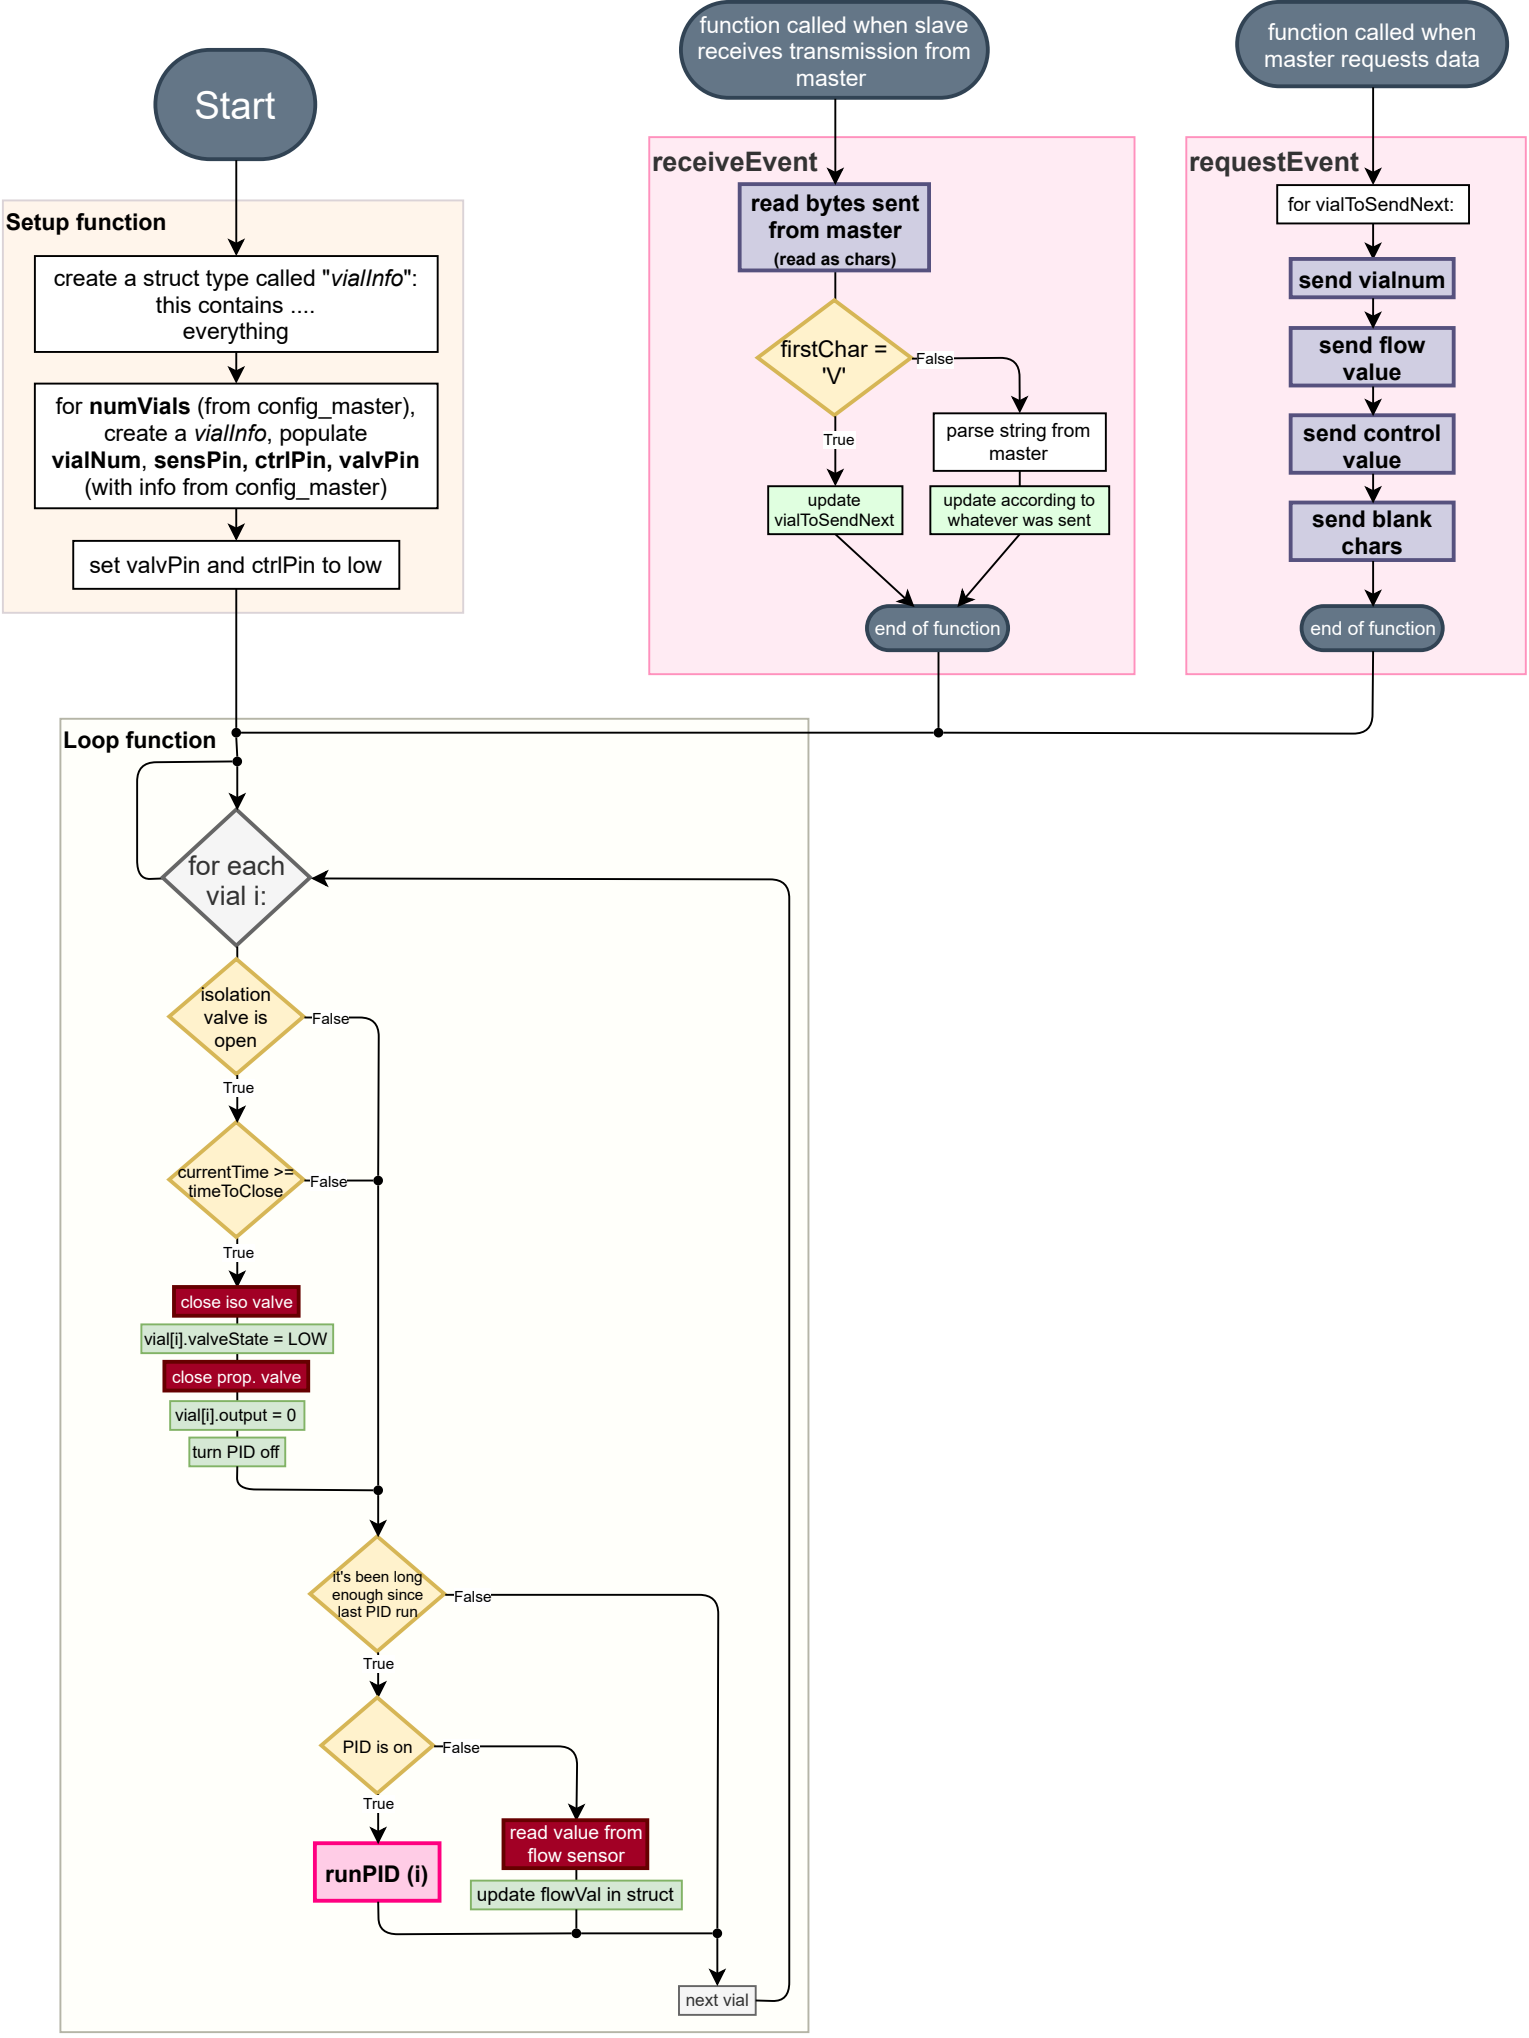 Start
Setup function
create a struct type called "vialInfo":
this contains ....
everything
for numVials (from config_master),
create a vialInfo, populate
vialNum, sensPin, ctrlPin, valvPin
(with info from config_master)
set valvPin and ctrlPin to low
function called when slave
receives transmission from
master
receiveEvent
read bytes sent
from master
(read as chars)
firstChar =
'V'
False
True
parse string from
master
update
vialToSendNext
update according to
whatever was sent
end of function
function called when
master requests data
requestEvent
for vialToSendNext:
send vialnum
send flow
value
send control
value
send blank
chars
end of function
Loop function
for each
vial i:
isolation
valve is
open
False
True
currentTime >=
timeToClose
False
True
close iso valve
vial[i].valveState = LOW
close prop. valve
vial[i].output = 0
turn PID off
it's been long
enough since
last PID run
False
True
PID is on
False
True
runPID (i)
read value from
flow sensor
update flowVal in struct
next vial